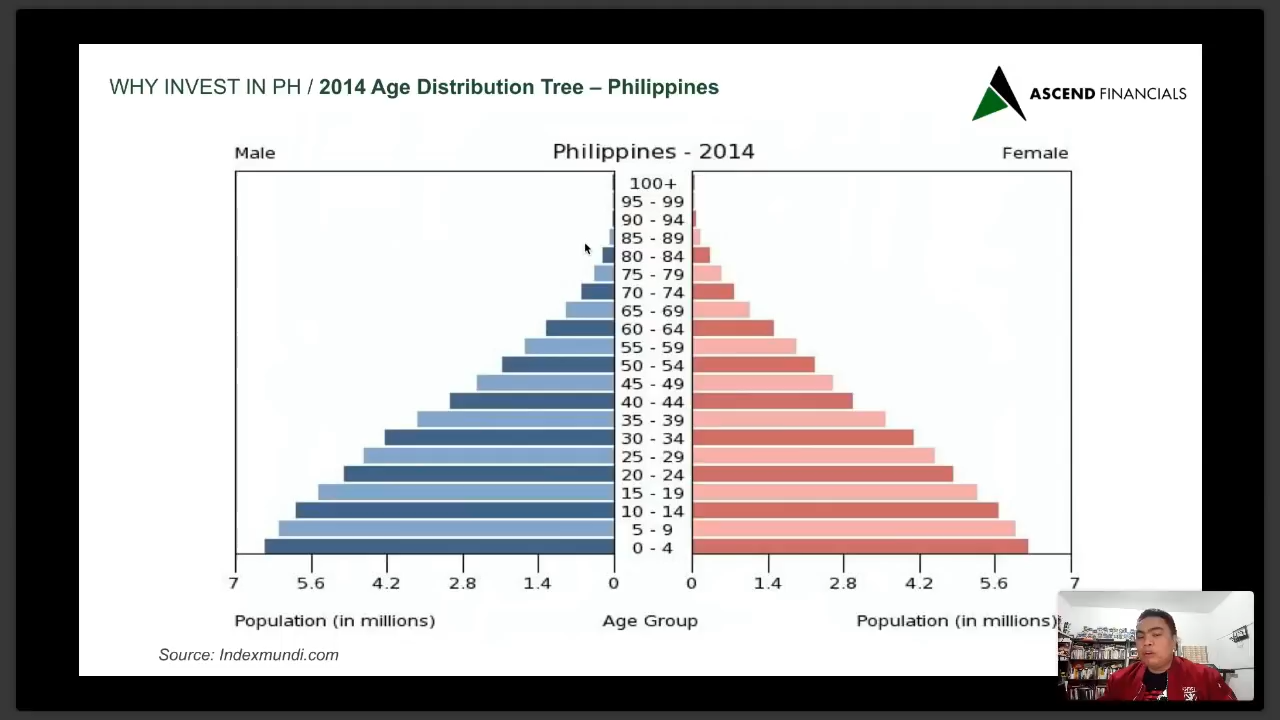 WHY INVEST IN PH / 2014 Age Distribution Tree – Philippines
ASCEND FINANCIALS
Male
Philippines - 2014
Female
100+
95 - 99
90 - 94
85 - 89
80 - 84
75 - 79
70 - 74
65 - 69
60 - 64
55 - 59
50 - 54
45 - 49
40 - 44
35 - 39
30 - 34
25 - 29
20 - 24
15 - 19
10 - 14
5 - 9
0 - 4
7 5.6 4.2 2.8 1.4 0 0 1.4 2.8 4.2 5.6 7
Population (in millions) Age Group Population (in millions)
Source: Indexmundi.com